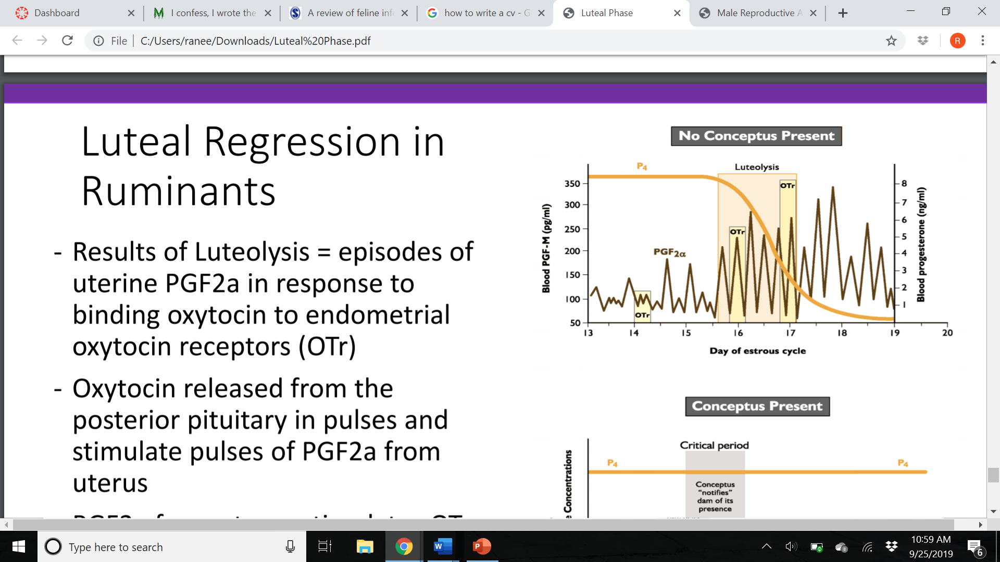 Dashboard
I confess, I wrote the
A review of feline infe
how to write a cv - G
Luteal Phase
Male Reproductive A
File
C:/Users/ranee/Downloads/Luteal%20Phase.pdf
R
Luteal Regression in
Ruminants
- Results of Luteolysis = episodes of
uterine PGF2a in response to
binding oxytocin to endometrial
oxytocin receptors (OTr)
- Oxytocin released from the
posterior pituitary in pulses and
stimulate pulses of PGF2a from
uterus
No Conceptus Present
P4
Luteolysis
OTr
OTr
OTr
PGF2α
350
300
250
200
150
100
50
Blood PGF-M (pg/ml)
8
7
6
5
4
3
2
1
Blood progesterone (ng/ml)
13 14 15 16 17 18 19 20
Day of estrous cycle
Conceptus Present
Critical period
P4
P4
Conceptus
"notifies"
dam of its
presence
Concentrations
Type here to search
W
P
10:59 AM
9/25/2019
6